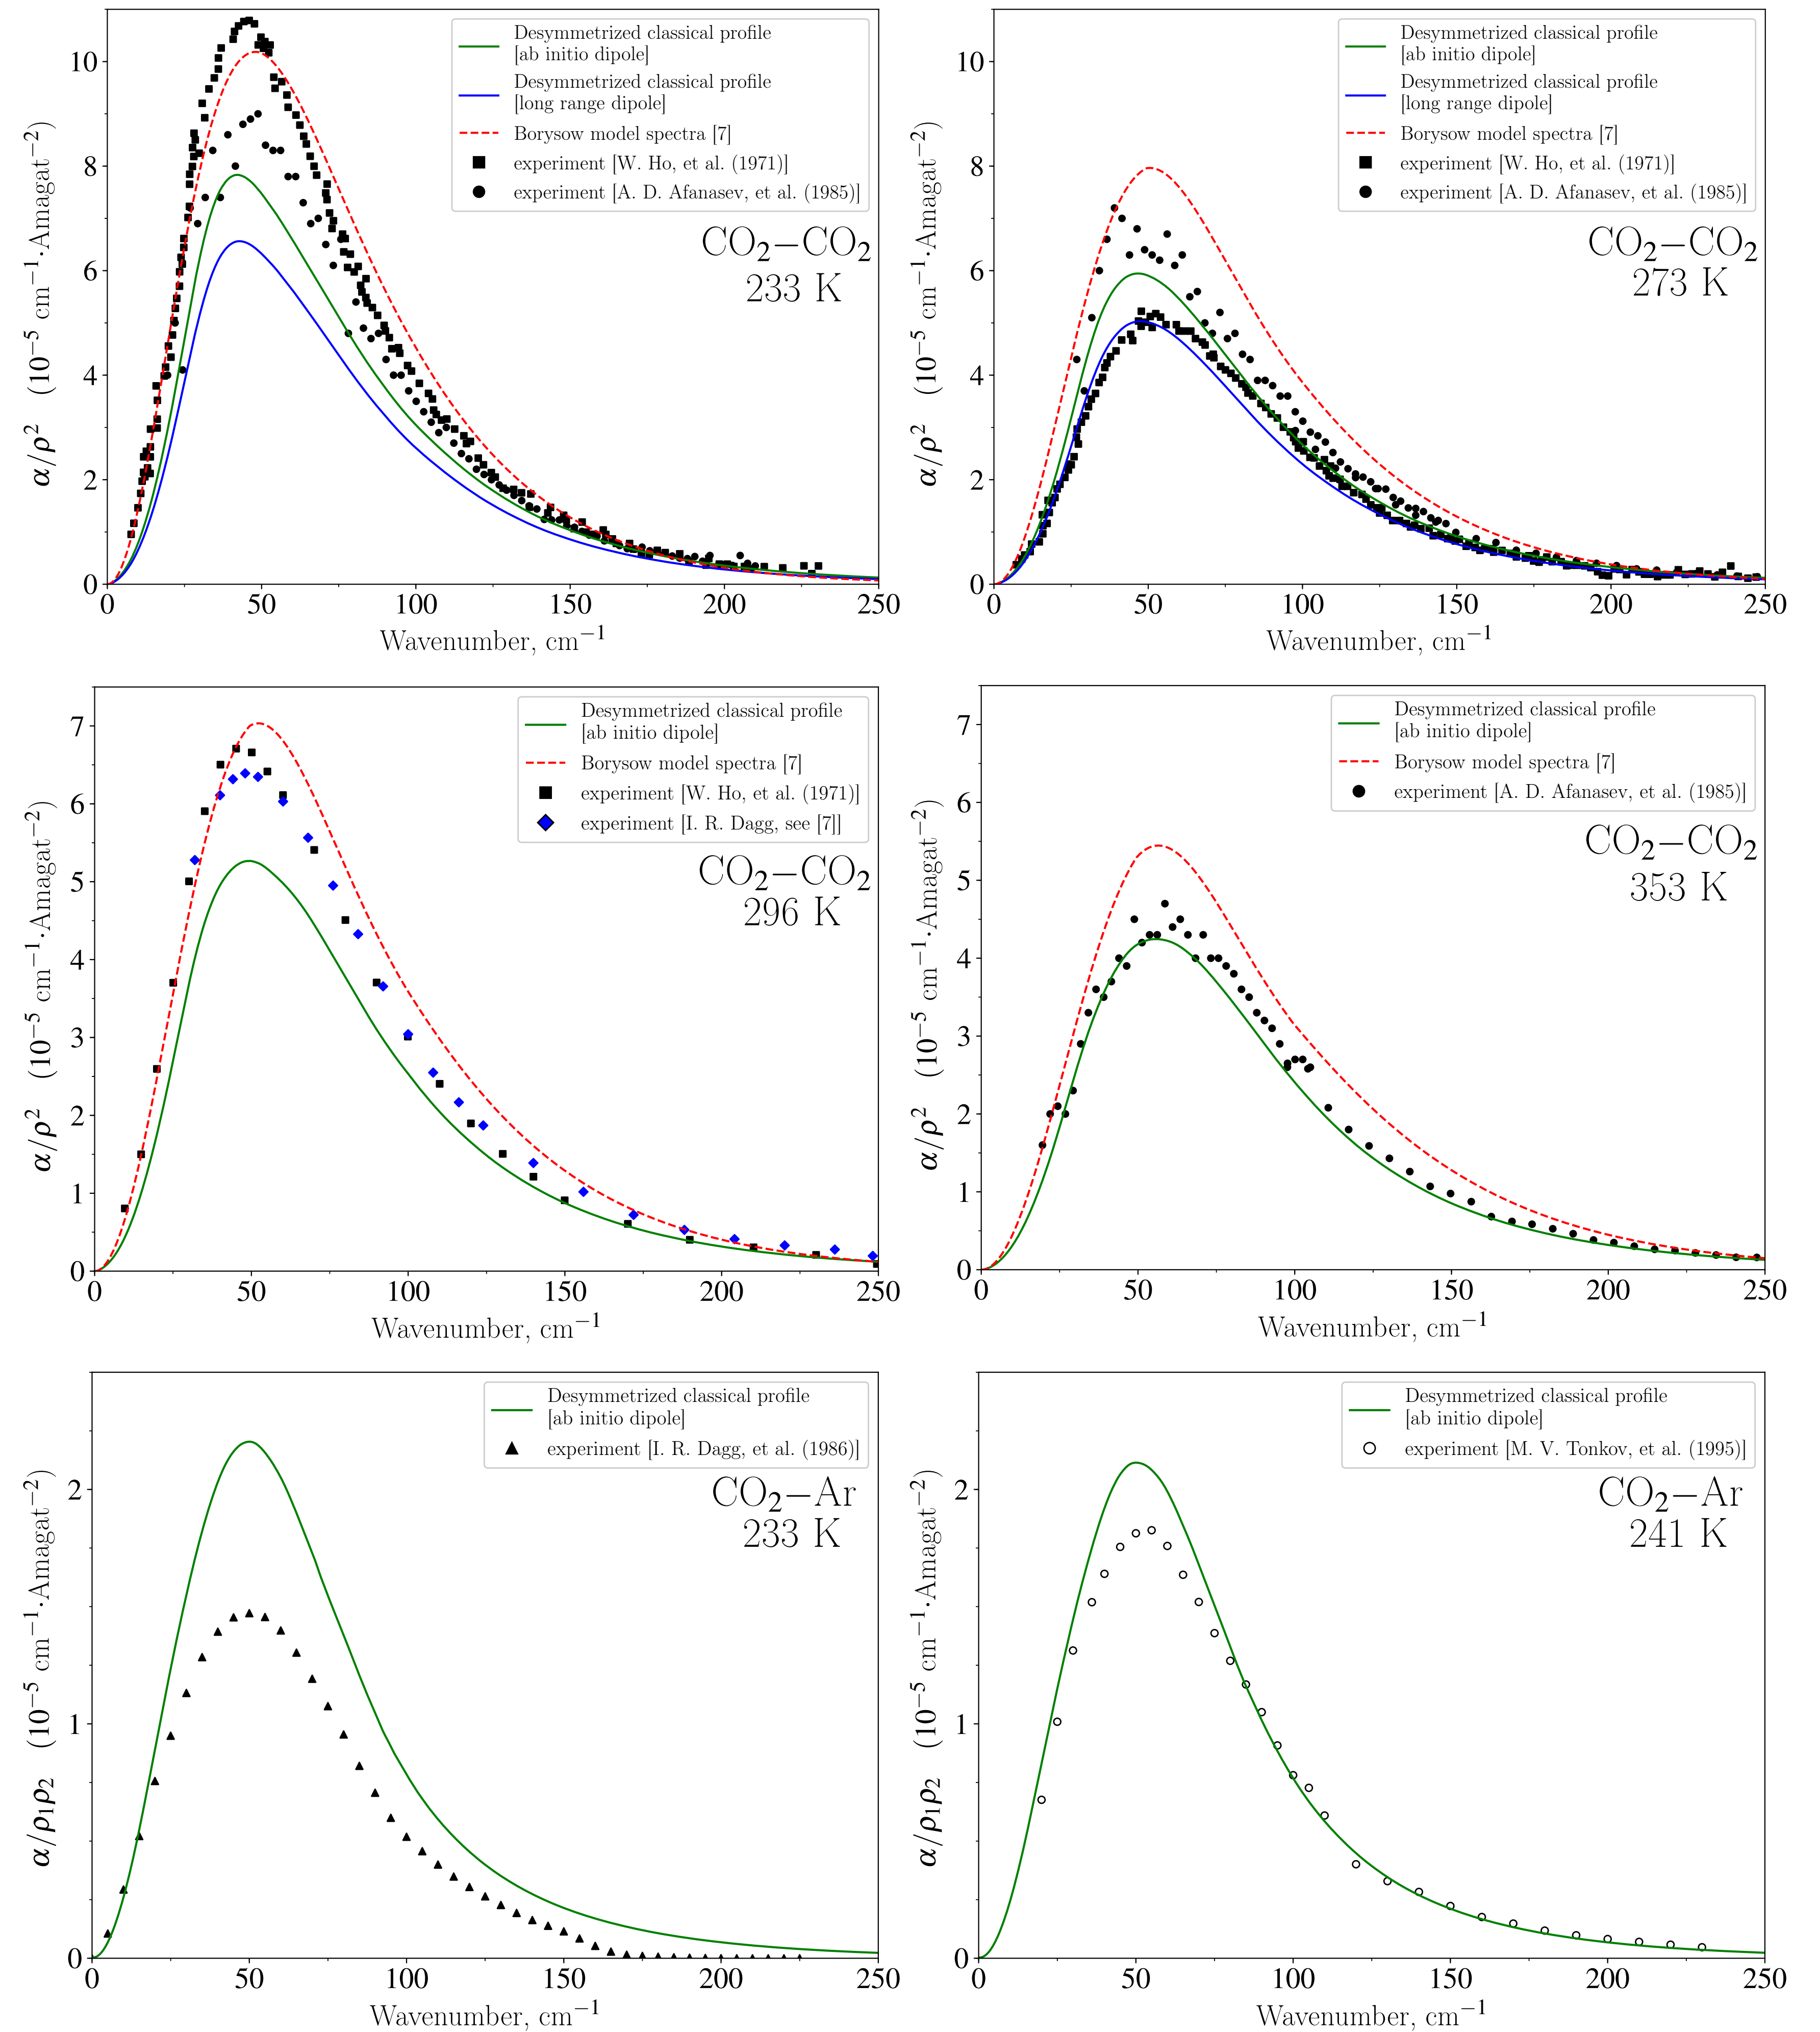 Desymmetrized classical profile
[ab initio dipole]
Desymmetrized classical profile
[long range dipole]
Borysow model spectra [7]
experiment [W. Ho, et al. (1971)]
experiment [A. D. Afanasev, et al. (1985)]
CO₂−CO₂
233 K
10
8
6
4
2
0
α/ρ² (10⁻⁵ cm⁻¹·Amagat⁻²)
0 50 100 150 200 250
Wavenumber, cm⁻¹
Desymmetrized classical profile
[ab initio dipole]
Desymmetrized classical profile
[long range dipole]
Borysow model spectra [7]
experiment [W. Ho, et al. (1971)]
experiment [A. D. Afanasev, et al. (1985)]
CO₂−CO₂
273 K
10
8
6
4
2
0
α/ρ² (10⁻⁵ cm⁻¹·Amagat⁻²)
0 50 100 150 200 250
Wavenumber, cm⁻¹
Desymmetrized classical profile
[ab initio dipole]
Borysow model spectra [7]
experiment [W. Ho, et al. (1971)]
experiment [I. R. Dagg, see [7]]
CO₂−CO₂
296 K
7
6
5
4
3
2
1
0
α/ρ² (10⁻⁵ cm⁻¹·Amagat⁻²)
0 50 100 150 200 250
Wavenumber, cm⁻¹
Desymmetrized classical profile
[ab initio dipole]
Borysow model spectra [7]
experiment [A. D. Afanasev, et al. (1985)]
CO₂−CO₂
353 K
7
6
5
4
3
2
1
0
α/ρ² (10⁻⁵ cm⁻¹·Amagat⁻²)
0 50 100 150 200 250
Wavenumber, cm⁻¹
Desymmetrized classical profile
[ab initio dipole]
experiment [I. R. Dagg, et al. (1986)]
CO₂−Ar
233 K
2
1
0
α/ρ₁ρ₂ (10⁻⁵ cm⁻¹·Amagat⁻²)
0 50 100 150 200 250
Wavenumber, cm⁻¹
Desymmetrized classical profile
[ab initio dipole]
experiment [M. V. Tonkov, et al. (1995)]
CO₂−Ar
241 K
2
1
0
α/ρ₁ρ₂ (10⁻⁵ cm⁻¹·Amagat⁻²)
0 50 100 150 200 250
Wavenumber, cm⁻¹